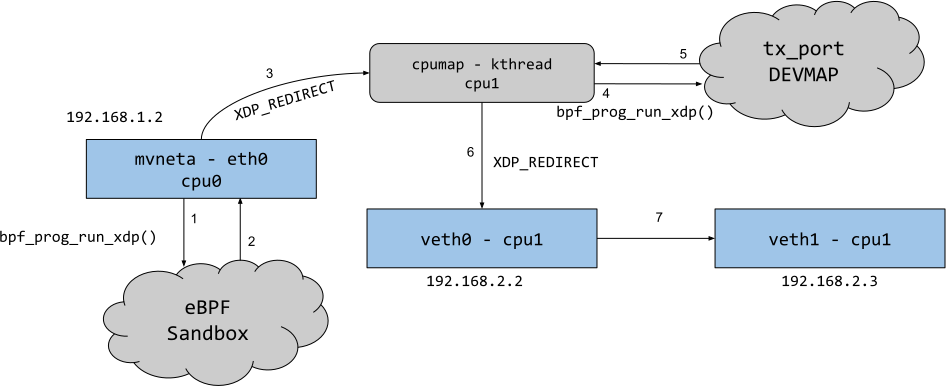 5
tx_port
DEVMAP
cpumap - kthread
cpu1
3
XDP_REDIRECT
4
bpf_prog_run_xdp()
192.168.1.2
mvneta - eth0
cpu0
6
XDP_REDIRECT
1
bpf_prog_run_xdp()
2
veth0 - cpu1
7
veth1 - cpu1
192.168.2.2
192.168.2.3
eBPF
Sandbox